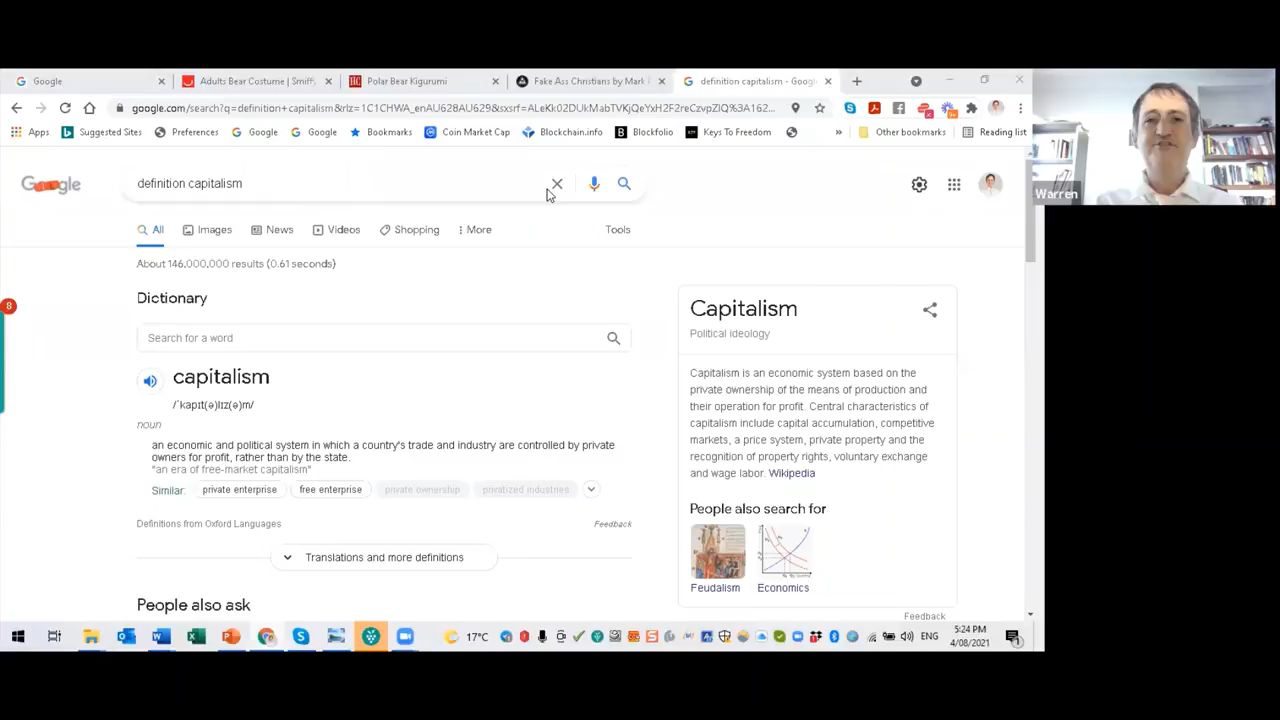 Google
Adults Bear Costume | Smiff
Polar Bear Kigurumi
Fake Ass Christians by Mark
definition capitalism - Goog
google.com/search?q=definition+capitalism&rlz=1C1CHWA_enAU628AU629&sxsrf=ALeKk02DUkMabTVKjQeYxH2F2reCzvpZlQ%3A162...
Apps
Suggested Sites
Preferences
Google
Google
Bookmarks
Coin Market Cap
Blockchain.info
Blockfolio
Keys To Freedom
»
Other bookmarks
Reading list
Warren
Google
definition capitalism
All
Images
News
Videos
Shopping
More
Tools
About 146,000,000 results (0.61 seconds)
Dictionary
Search for a word
8
capitalism
/ˈkapɪt(ə)lɪz(ə)m/
noun
an economic and political system in which a country's trade and industry are controlled by private
owners for profit, rather than by the state.
"an era of free-market capitalism"
Similar:
private enterprise
free enterprise
private ownership
privatized industries
Definitions from Oxford Languages
Feedback
Translations and more definitions
People also ask
Capitalism
Political ideology
Capitalism is an economic system based on the
private ownership of the means of production and
their operation for profit. Central characteristics of
capitalism include capital accumulation, competitive
markets, a price system, private property and the
recognition of property rights, voluntary exchange
and wage labor. Wikipedia
People also search for
Feudalism
Economics
Feedback
17°C
ENG
5:24 PM
4/08/2021